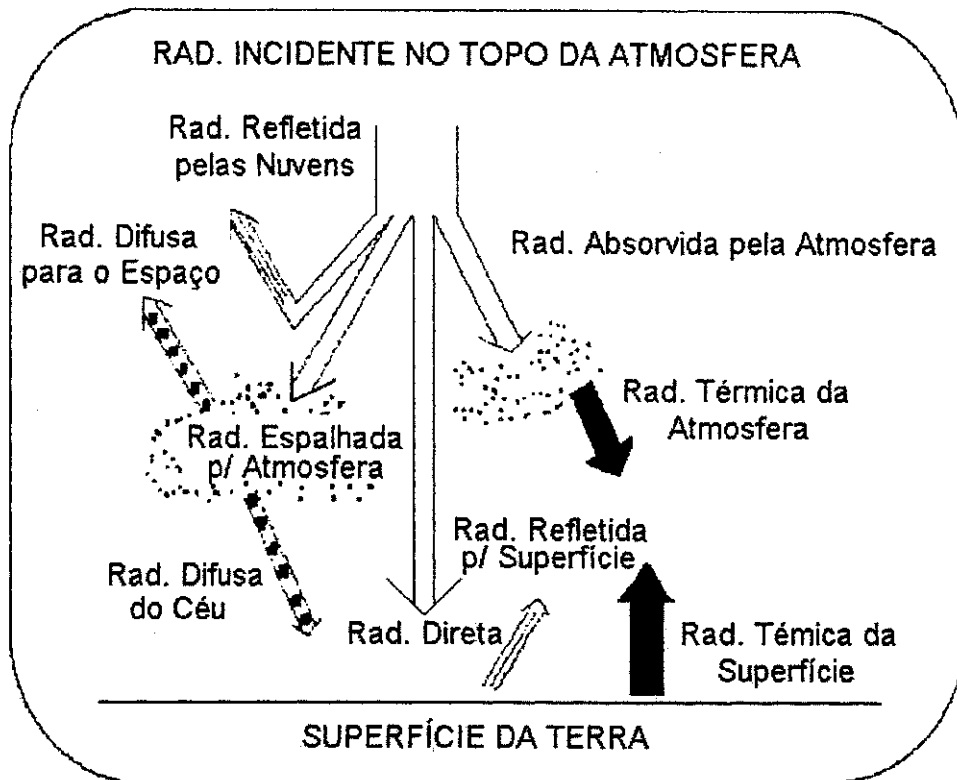 RAD. INCIDENTE NO TOPO DA ATMOSFERA
Rad. Refletida
pelas Nuvens
Rad. Difusa
para o Espaço
Rad. Absorvida pela Atmosfera
Rad. Térmica da
Atmosfera
Rad. Espalhada
p/ Atmosfera
Rad. Refletida
p/ Superfície
Rad. Difusa
do Céu
Rad. Direta
Rad. Témica da
Superfície
SUPERFÍCIE DA TERRA